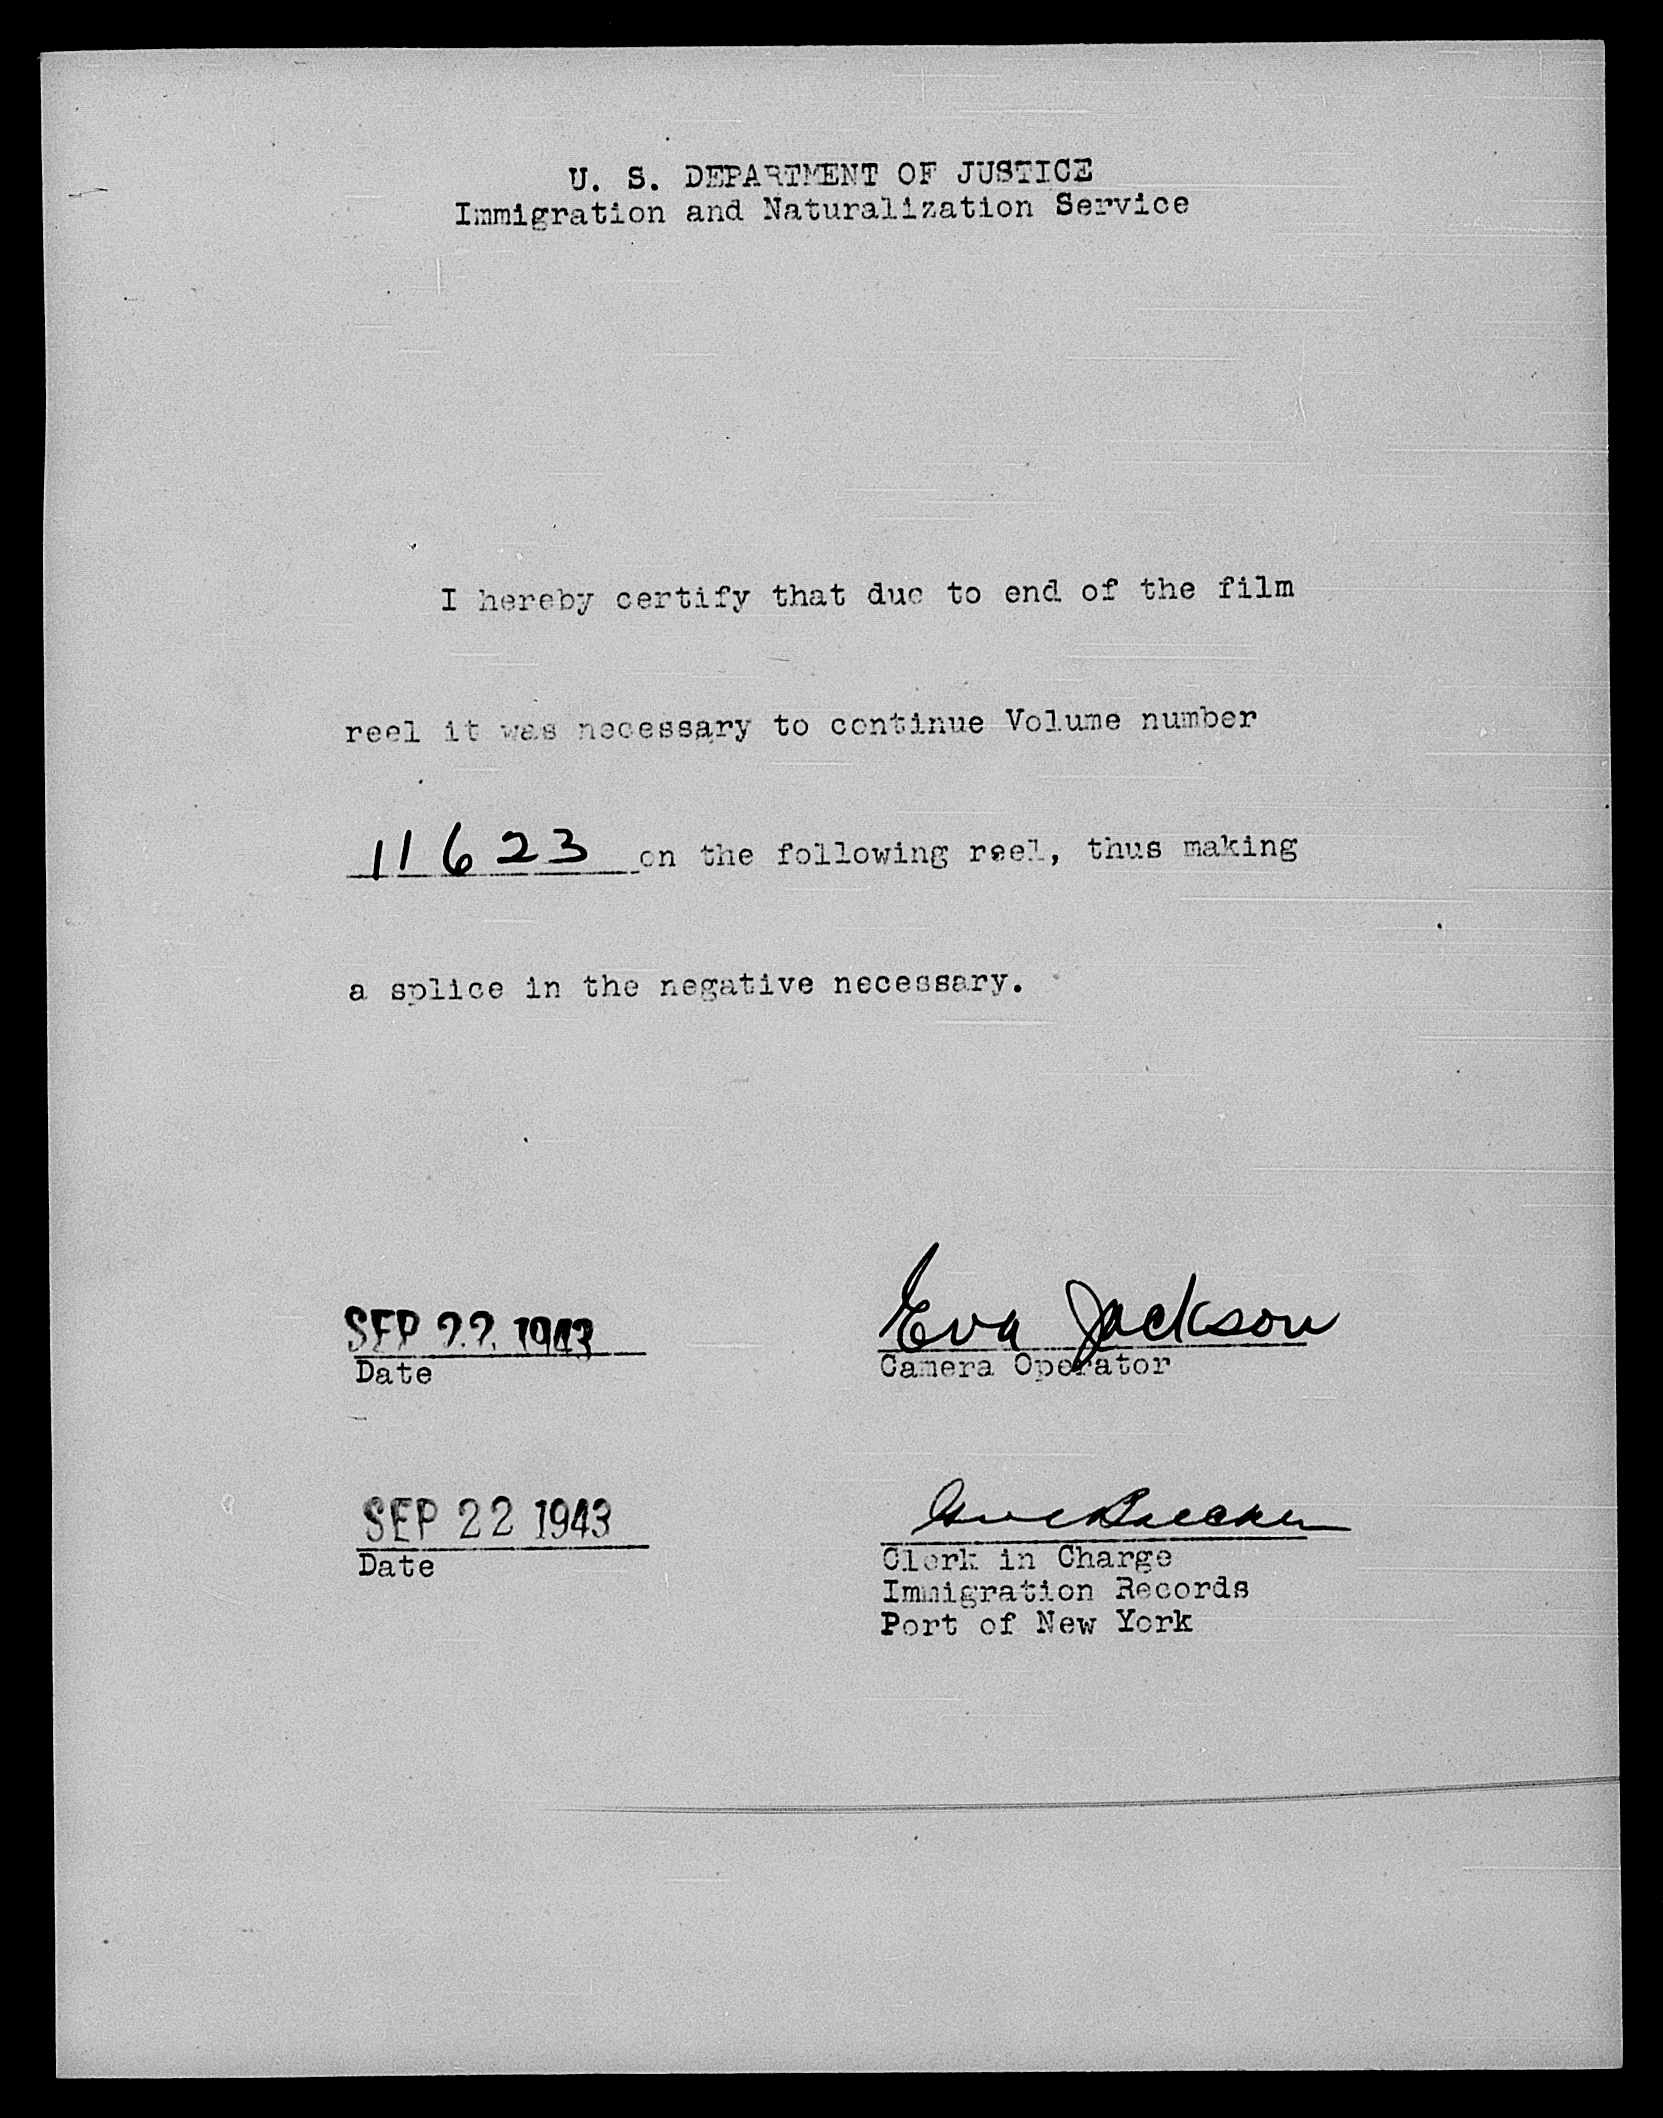 U. S. DEPARTMENT OF JUSTICE
Immigration and Naturalization Service
I hereby certify that due to end of the film
reel it was necessary to continue Volume number
11623 on the following reel, thus making
a splice in the negative necessary.
SEP 22 1943
Date
Eva Jackson
Camera Operator
SEP 22 1943
Date
Clerk in Charge
Immigration Records
Port of New York